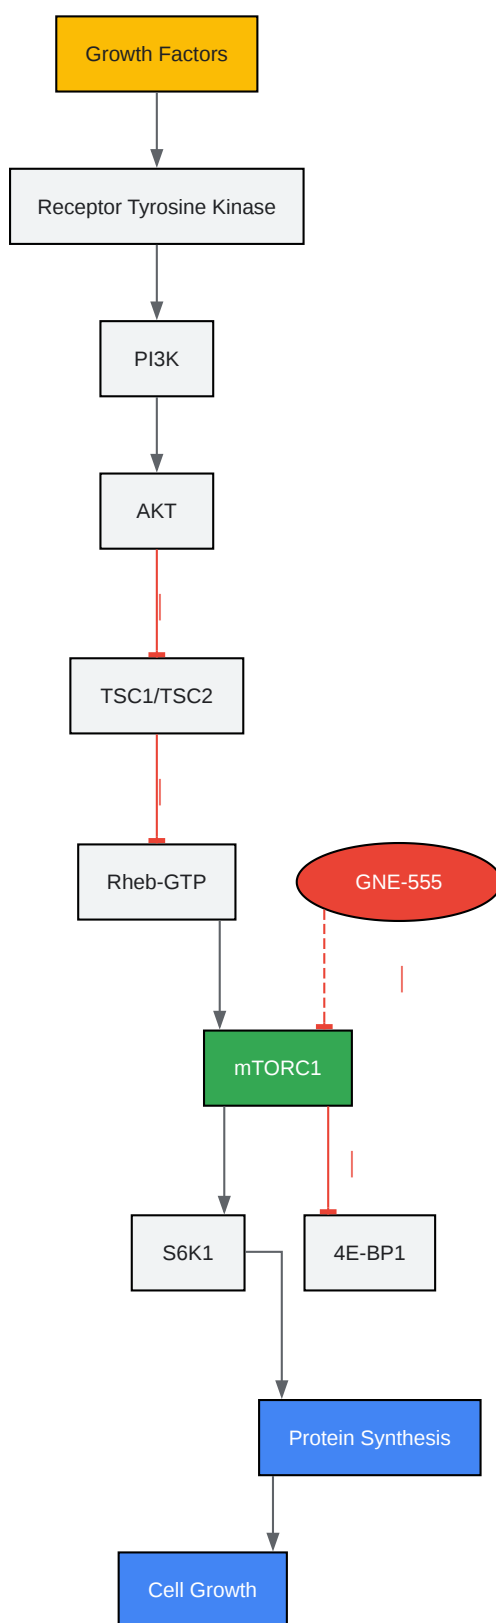 Growth Factors
Receptor Tyrosine Kinase
PI3K
AKT
|
TSC1/TSC2
|
Rheb-GTP
GNE-555
|
mTORC1
|
S6K1
4E-BP1
Protein Synthesis
Cell Growth